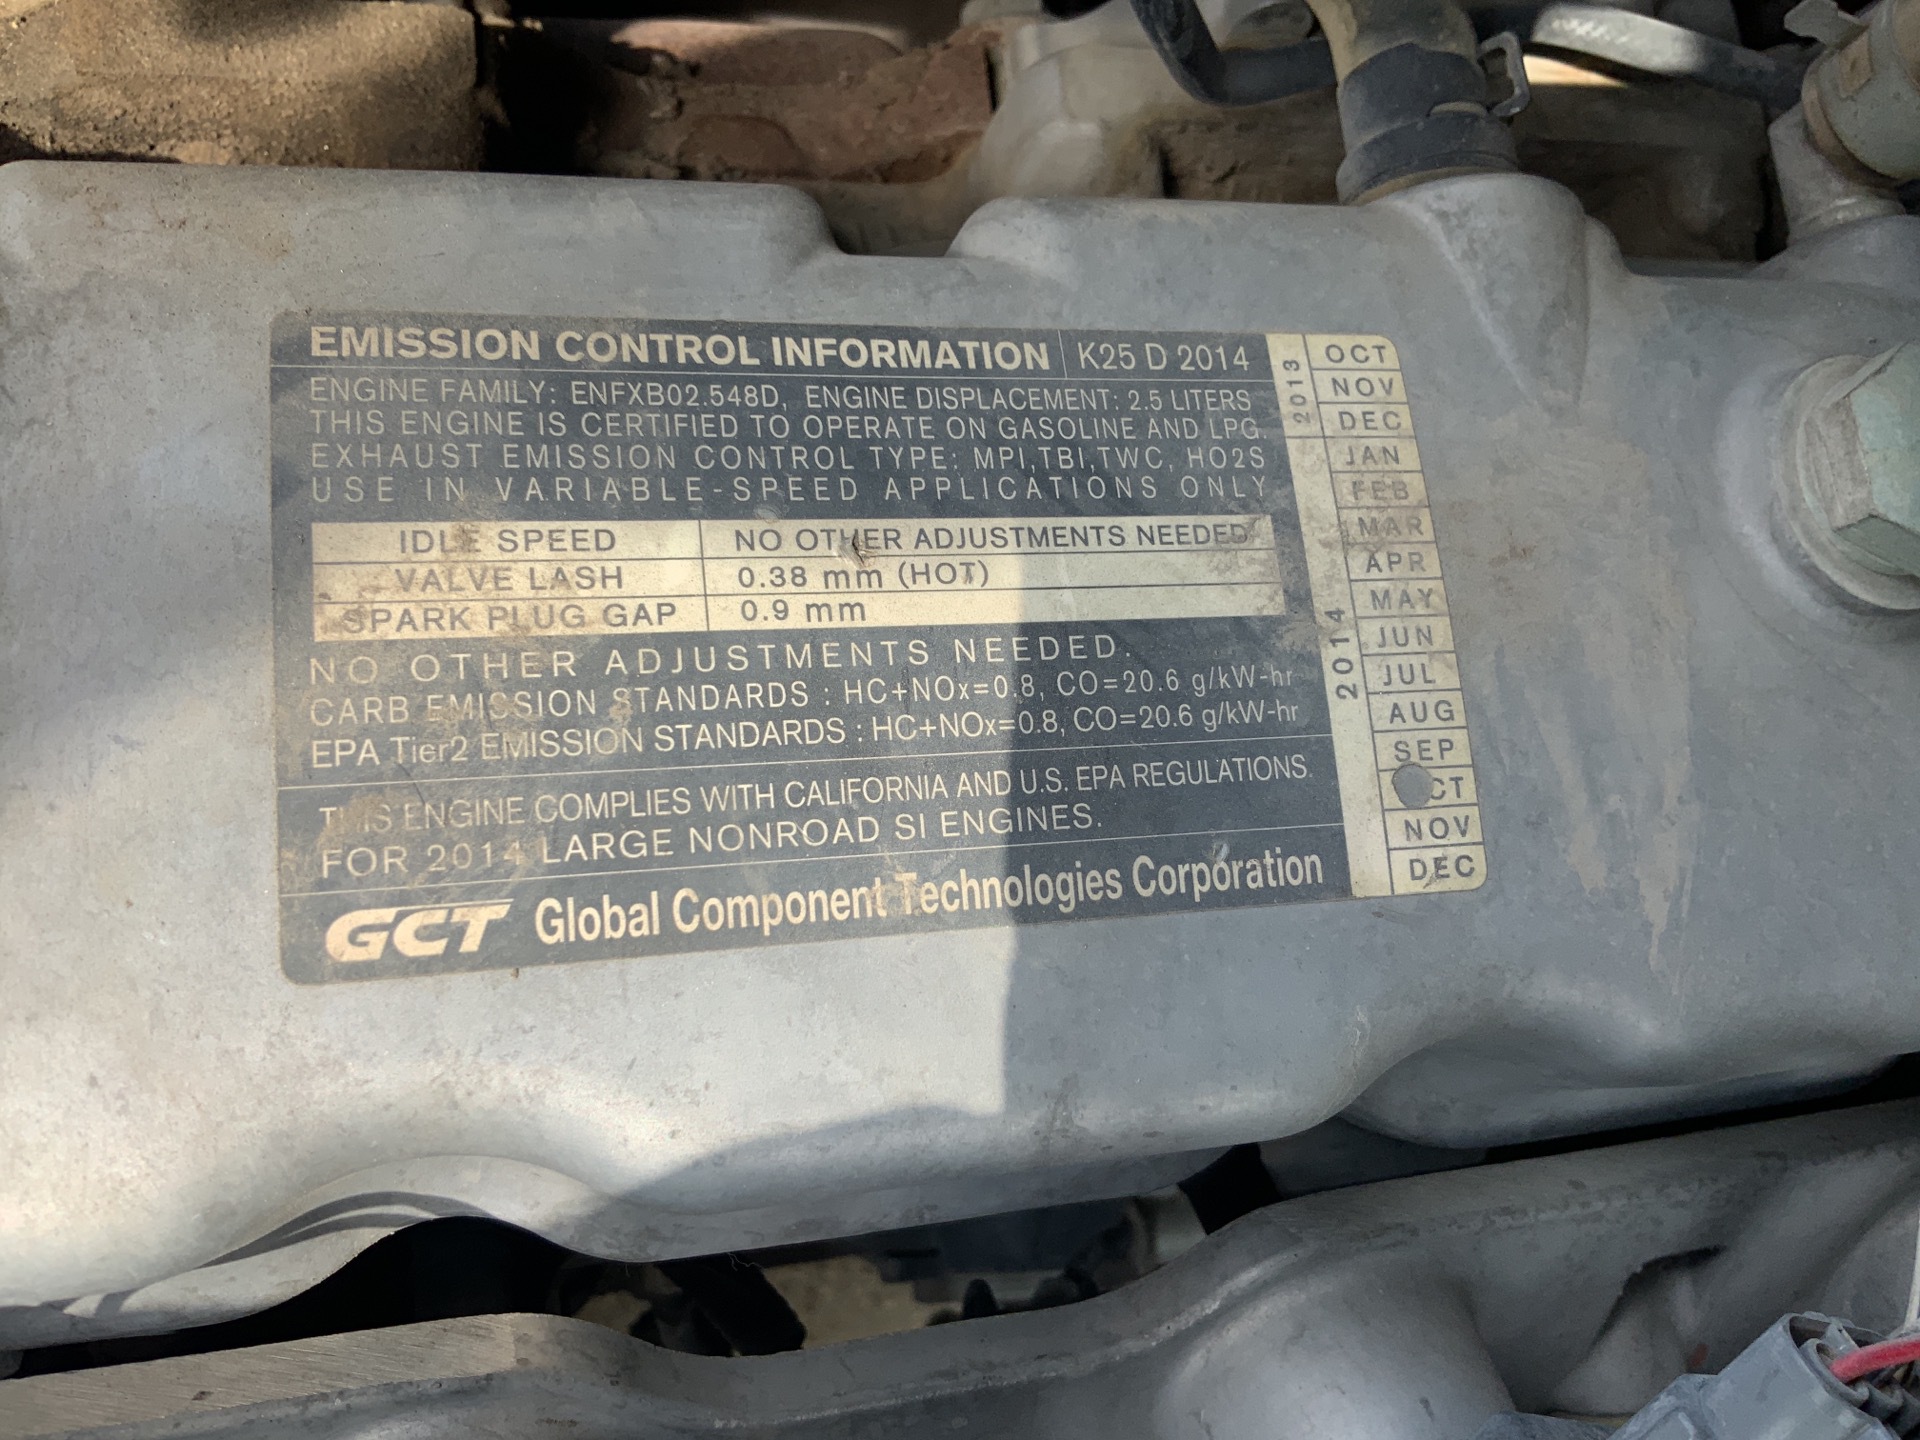 EMISSION CONTROL INFORMATION K25 D 2014
ENGINE FAMILY: ENFXB02.548D, ENGINE DISPLACEMENT: 2.5 LITERS
THIS ENGINE IS CERTIFIED TO OPERATE ON GASOLINE AND LPG.
EXHAUST EMISSION CONTROL TYPE: MPI,TBI,TWC, HO2S
USE IN VARIABLE-SPEED APPLICATIONS ONLY
IDLE SPEED NO OTHER ADJUSTMENTS NEEDED
VALVE LASH 0.38 mm (HOT)
SPARK PLUG GAP 0.9 mm
NO OTHER ADJUSTMENTS NEEDED.
CARB EMISSION STANDARDS : HC+NOx=0.8, CO=20.6 g/kW-hr
EPA Tier2 EMISSION STANDARDS : HC+NOx=0.8, CO=20.6 g/kW-hr
THIS ENGINE COMPLIES WITH CALIFORNIA AND U.S. EPA REGULATIONS.
FOR 2014 LARGE NONROAD SI ENGINES.
GCT Global Component Technologies Corporation
2013
OCT
NOV
DEC
2014
JAN
FEB
MAR
APR
MAY
JUN
JUL
AUG
SEP
OCT
NOV
DEC